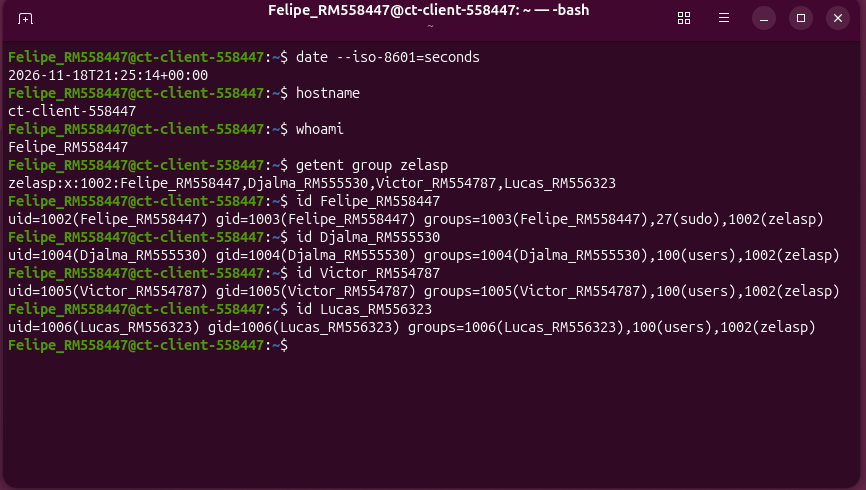 Felipe_RM558447@ct-client-558447: ~ — -bash
~
Felipe_RM558447@ct-client-558447:~$ date --iso-8601=seconds
2026-11-18T21:25:14+00:00
Felipe_RM558447@ct-client-558447:~$ hostname
ct-client-558447
Felipe_RM558447@ct-client-558447:~$ whoami
Felipe_RM558447
Felipe_RM558447@ct-client-558447:~$ getent group zelasp
zelasp:x:1002:Felipe_RM558447,Djalma_RM555530,Victor_RM554787,Lucas_RM556323
Felipe_RM558447@ct-client-558447:~$ id Felipe_RM558447
uid=1002(Felipe_RM558447) gid=1003(Felipe_RM558447) groups=1003(Felipe_RM558447),27(sudo),1002(zelasp)
Felipe_RM558447@ct-client-558447:~$ id Djalma_RM555530
uid=1004(Djalma_RM555530) gid=1004(Djalma_RM555530) groups=1004(Djalma_RM555530),100(users),1002(zelasp)
Felipe_RM558447@ct-client-558447:~$ id Victor_RM554787
uid=1005(Victor_RM554787) gid=1005(Victor_RM554787) groups=1005(Victor_RM554787),100(users),1002(zelasp)
Felipe_RM558447@ct-client-558447:~$ id Lucas_RM556323
uid=1006(Lucas_RM556323) gid=1006(Lucas_RM556323) groups=1006(Lucas_RM556323),100(users),1002(zelasp)
Felipe_RM558447@ct-client-558447:~$